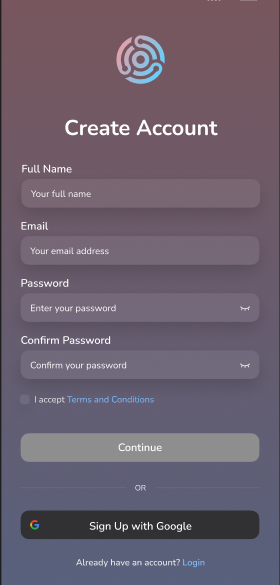 Create Account
Full Name
Your full name
Email
Your email address
Password
Enter your password
Confirm Password
Confirm your password
I accept Terms and Conditions
Continue
OR
Sign Up with Google
Already have an account? Login